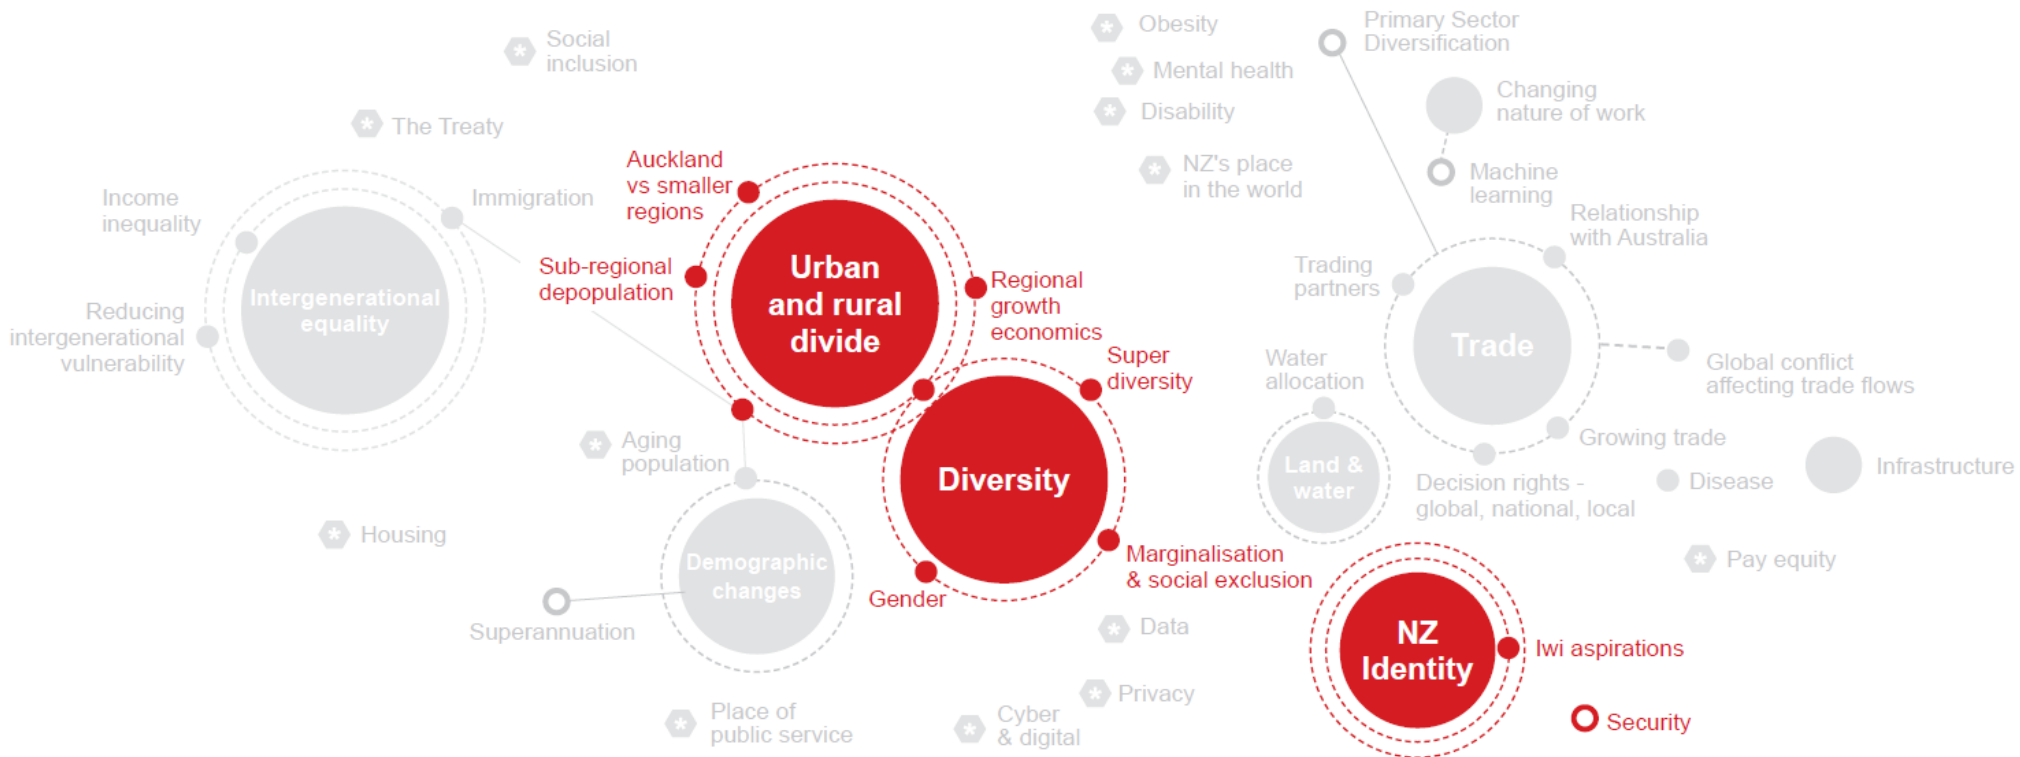 Social
inclusion
The Treaty
Income
inequality
Immigration
Reducing
intergenerational
vulnerability
Intergenerational
equality
Auckland
vs smaller
regions
Sub-regional
depopulation
Urban
and rural
divide
Regional
growth
economics
Super
diversity
Diversity
Marginalisation
& social exclusion
Gender
Aging
population
Housing
Demographic
changes
Superannuation
Place of
public service
Cyber
& digital
Privacy
Data
Obesity
Mental health
Disability
NZ's place
in the world
Primary Sector
Diversification
Changing
nature of work
Machine
learning
Relationship
with Australia
Trading
partners
Trade
Global conflict
affecting trade flows
Growing trade
Decision rights -
global, national, local
Water
allocation
Land &
water
Disease
Infrastructure
Pay equity
NZ
Identity
Iwi aspirations
Security